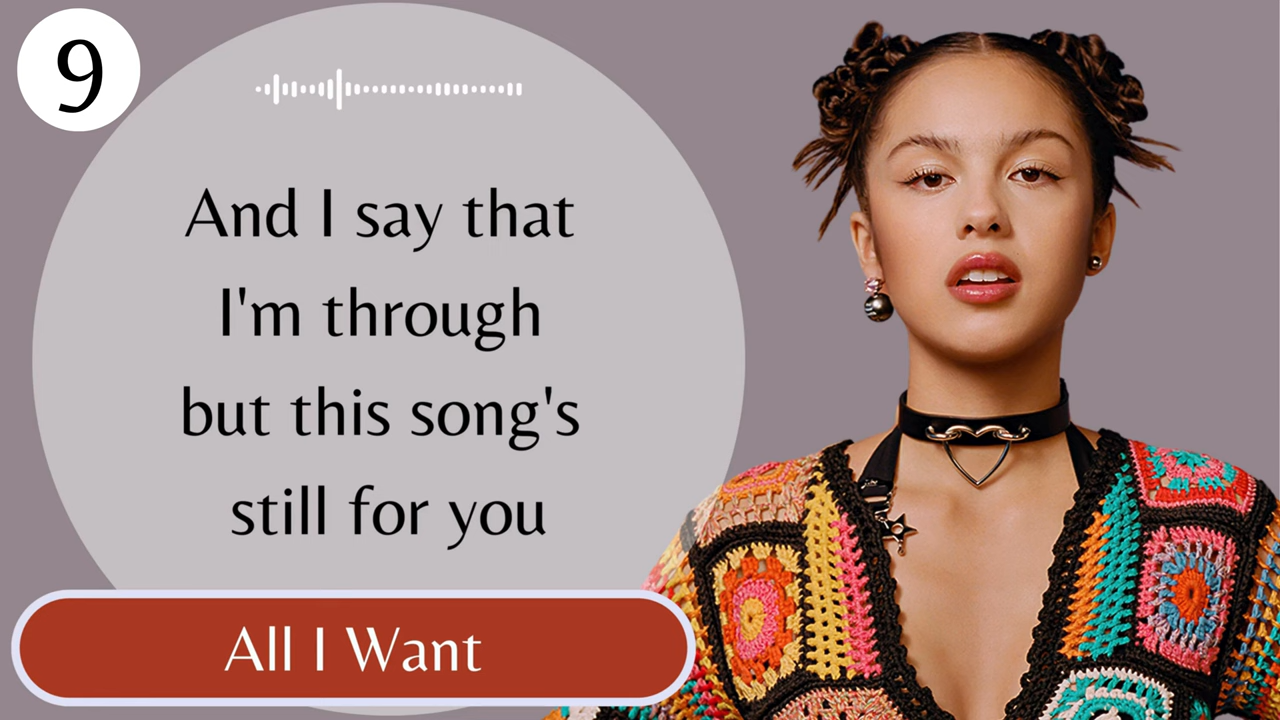 9
And I say that
I'm through
but this song's
still for you
All I Want